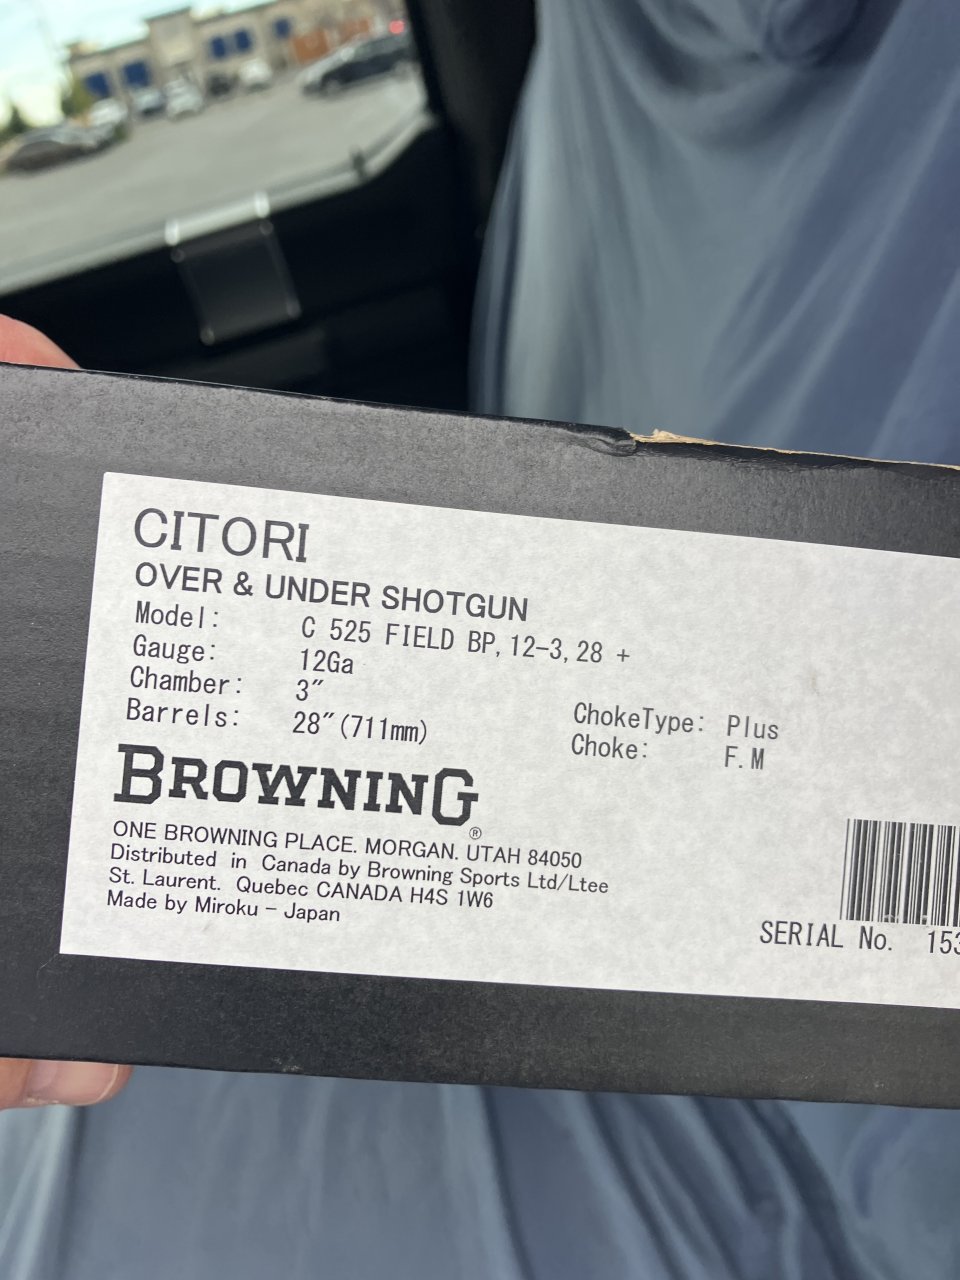 CITORI
OVER & UNDER SHOTGUN
Model: C 525 FIELD BP, 12-3, 28 +
Gauge: 12Ga
Chamber: 3"
Barrels: 28"(711mm)
ChokeType: Plus
Choke: F.M
BROWNING®
ONE BROWNING PLACE. MORGAN. UTAH 84050
Distributed in Canada by Browning Sports Ltd/Ltee
St. Laurent. Quebec CANADA H4S 1W6
Made by Miroku - Japan
SERIAL No. 153